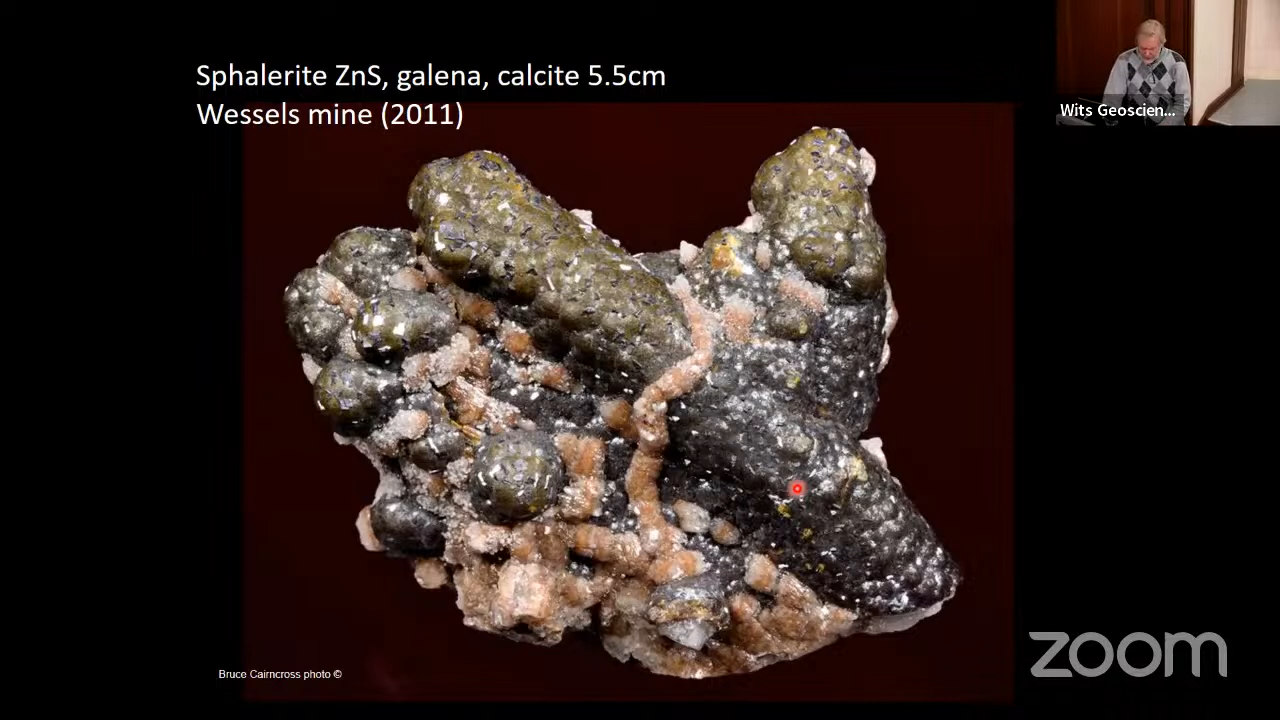 Sphalerite ZnS, galena, calcite 5.5cm
Wessels mine (2011)
Wits Geoscien...
Bruce Cairncross photo ©
zoom